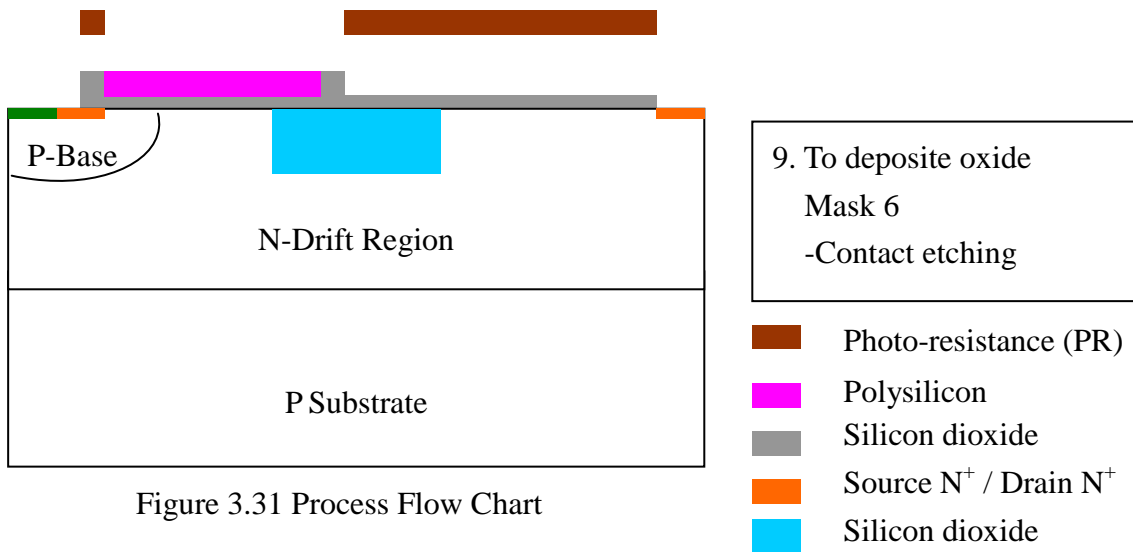 P-Base
N-Drift Region
P Substrate
Figure 3.31 Process Flow Chart
9. To deposite oxide
Mask 6
-Contact etching
Photo-resistance (PR)
Polysilicon
Silicon dioxide
Source N⁺ / Drain N⁺
Silicon dioxide